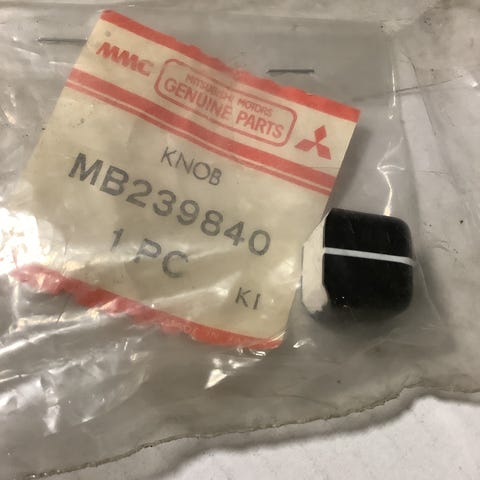 MMC
MITSUBISHI MOTORS
GENUINE PARTS
KNOB
MB239840
1 PC
KI